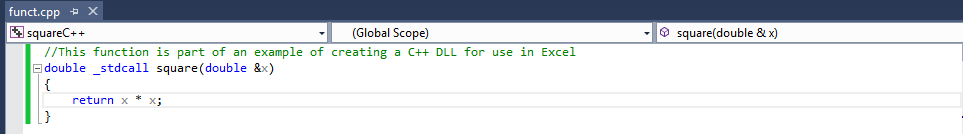 funct.cpp
squareC++ (Global Scope) square(double & x)
//This function is part of an example of creating a C++ DLL for use in Excel
double _stdcall square(double &x)
{
return x * x;
}